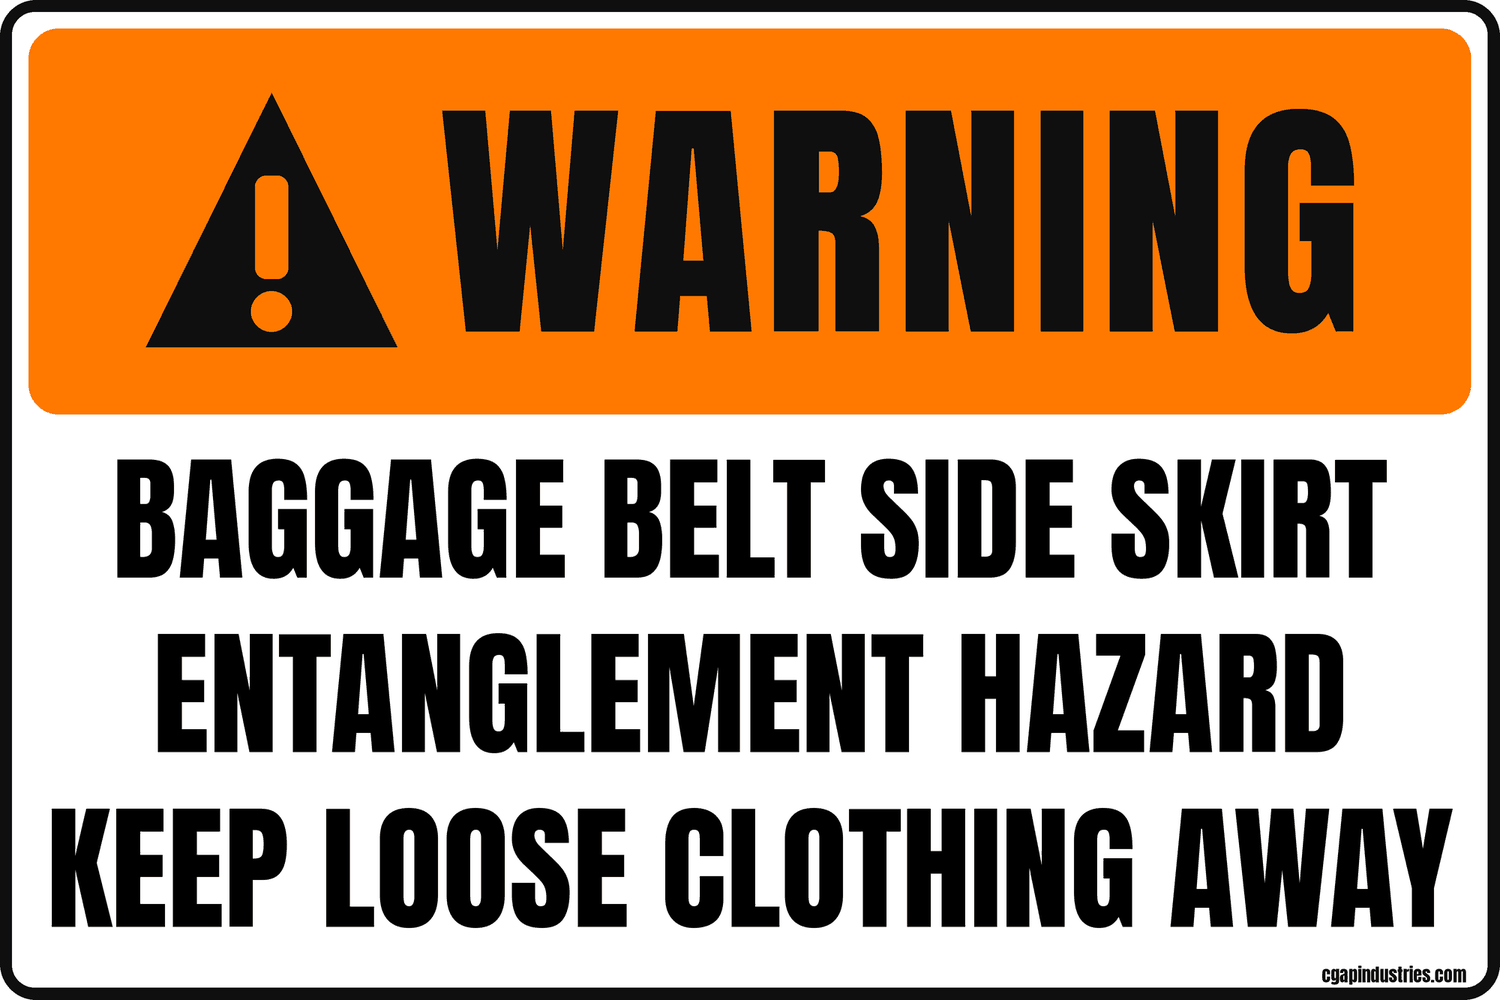 WARNING
BAGGAGE BELT SIDE SKIRT
ENTANGLEMENT HAZARD
KEEP LOOSE CLOTHING AWAY
cgapindustries.com